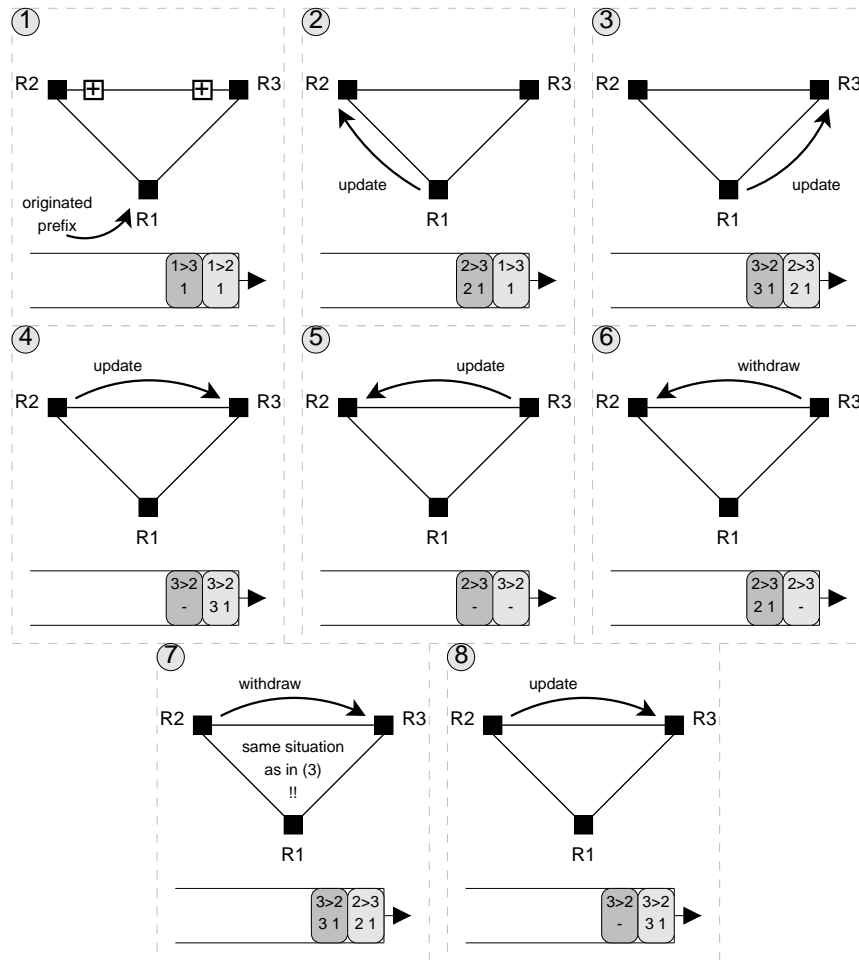 1
R2
R3
originated
prefix
R1
1>3 1>2
1 1
2
R2
R3
update
R1
2>3 1>3
2 1 1
3
R2
R3
update
R1
3>2 2>3
3 1 2 1
4
update
R2
R3
R1
3>2 3>2
- 3 1
5
update
R2
R3
R1
2>3 3>2
- -
6
withdraw
R2
R3
R1
2>3 2>3
2 1 -
7
withdraw
R2
R3
same situation
as in (3)
!!
R1
3>2 2>3
3 1 2 1
8
update
R2
R3
R1
3>2 3>2
- 3 1